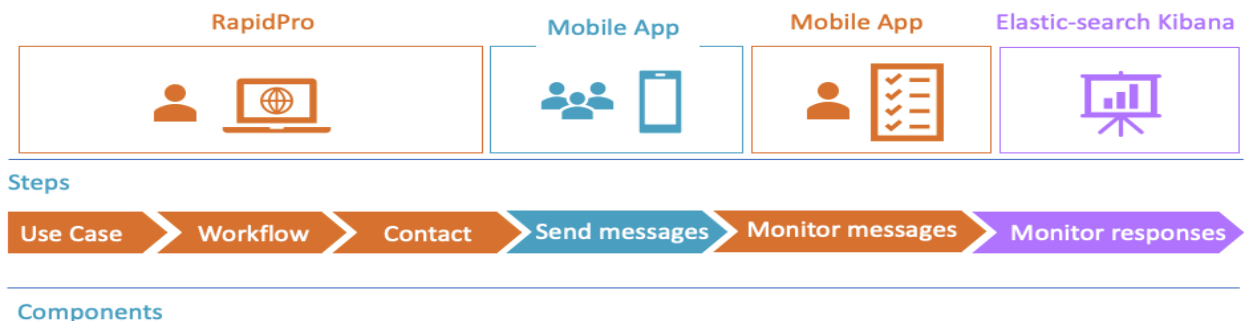 RapidPro
Mobile App
Mobile App
Elastic-search Kibana
Steps
Use Case
Workflow
Contact
Send messages
Monitor messages
Monitor responses
Components